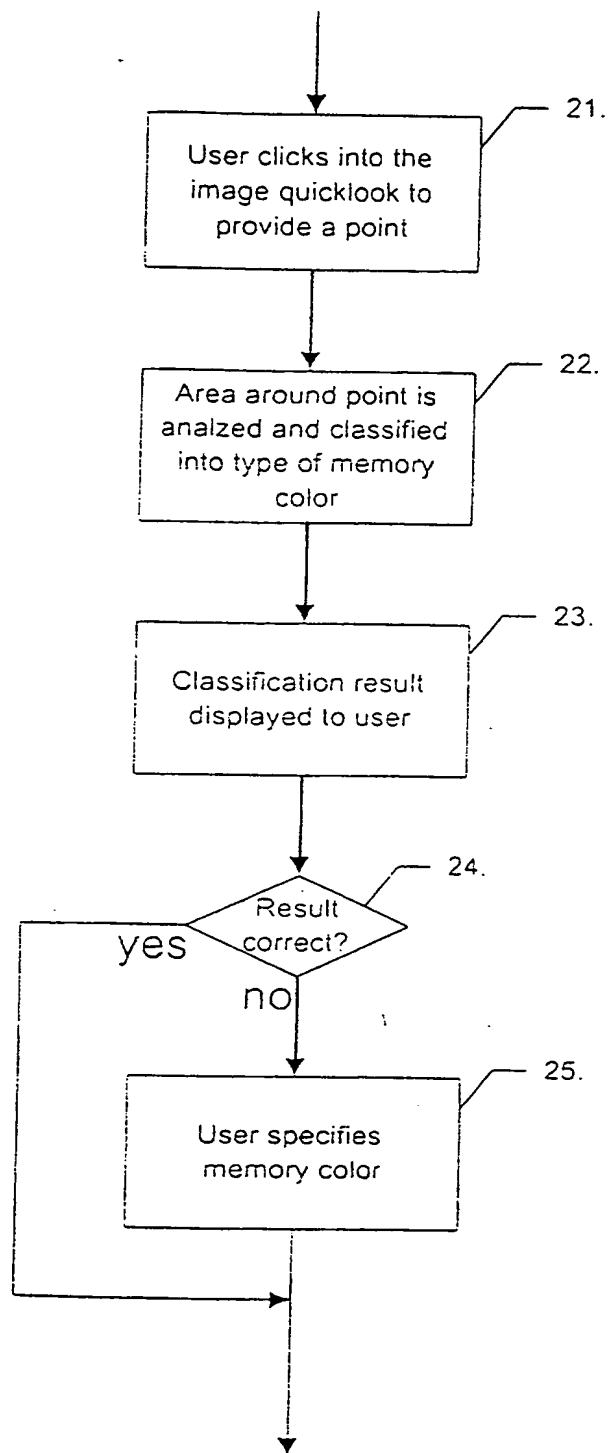 21.
User clicks into the
image quicklook to
provide a point
22.
Area around point is
analzed and classified
into type of memory
color
23.
Classification result
displayed to user
24.
Result
correct?
yes
no
25.
User specifies
memory color